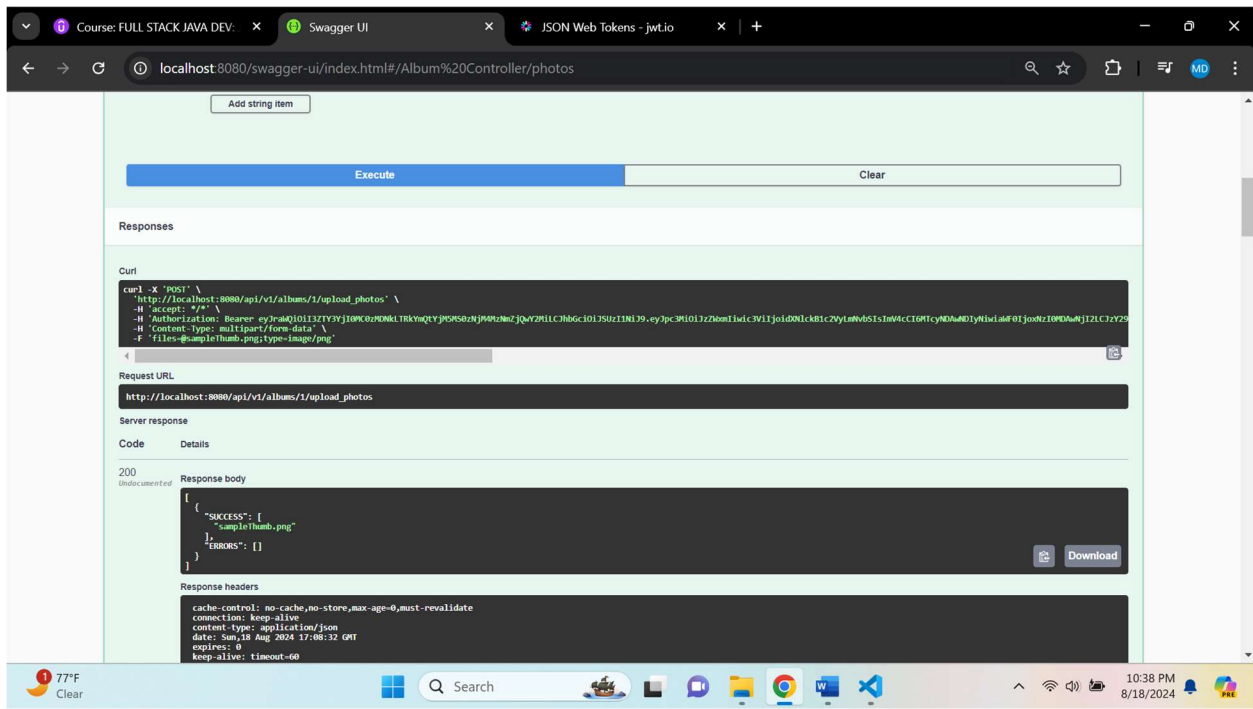 Course: FULL STACK JAVA DEV:
Swagger UI
JSON Web Tokens - jwt.io
localhost:8080/swagger-ui/index.html#/Album%20Controller/photos
MD
Add string item
Execute
Clear
Responses
Curl
curl -X 'POST' \
'http://localhost:8080/api/v1/albums/1/upload_photos' \
-H 'accept: */*' \
-H 'Authorization: Bearer
-H 'Content-Type: multipart/form-data' \
-F 'files=@sampleThumb.png;type=image/png'
Request URL
http://localhost:8080/api/v1/albums/1/upload_photos
Server response
Code
Details
200
Undocumented
Response body
[
{
"SUCCESS": [
"sampleThumb.png"
],
"ERRORS": []
}
]
Download
Response headers
cache-control: no-cache,no-store,max-age=0,must-revalidate
connection: keep-alive
content-type: application/json
date: Sun,18 Aug 2024 17:08:32 GMT
expires: 0
keep-alive: timeout=60
1
77°F
Clear
Search
10:38 PM
8/18/2024
PRE